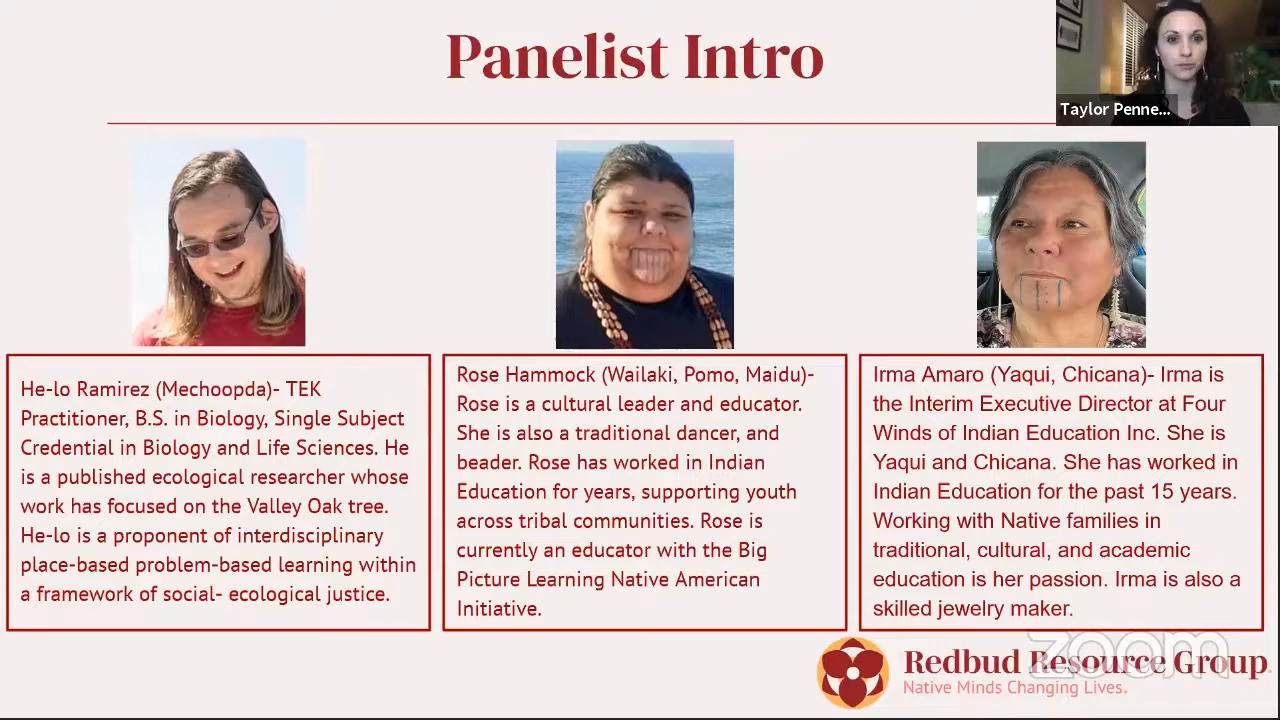 Panelist Intro
Taylor Penne...
He-lo Ramirez (Mechoopda)- TEK
Practitioner, B.S. in Biology, Single Subject
Credential in Biology and Life Sciences. He
is a published ecological researcher whose
work has focused on the Valley Oak tree.
He-lo is a proponent of interdisciplinary
place-based problem-based learning within
a framework of social- ecological justice.
Rose Hammock (Wailaki, Pomo, Maidu)-
Rose is a cultural leader and educator.
She is also a traditional dancer, and
beader. Rose has worked in Indian
Education for years, supporting youth
across tribal communities. Rose is
currently an educator with the Big
Picture Learning Native American
Initiative.
Irma Amaro (Yaqui, Chicana)- Irma is
the Interim Executive Director at Four
Winds of Indian Education Inc. She is
Yaqui and Chicana. She has worked in
Indian Education for the past 15 years.
Working with Native families in
traditional, cultural, and academic
education is her passion. Irma is also a
skilled jewelry maker.
zoom
Redbud Resource Group
Native Minds Changing Lives.